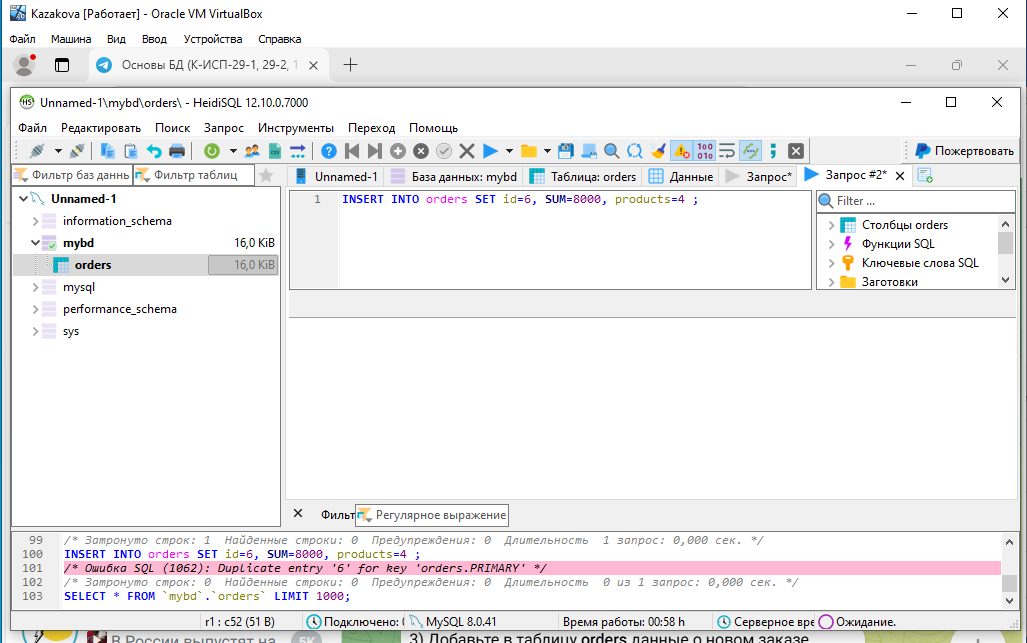 Kazakova [Работает] - Oracle VM VirtualBox
Файл Машина Вид Ввод Устройства Справка
Основы БД (К-ИСП-29-1, 29-2, 1
Unnamed-1\mybd\orders\ - HeidiSQL 12.10.0.7000
Файл Редактировать Поиск Запрос Инструменты Переход Помощь
Пожертвовать
Фильтр баз даннь Фильтр таблиц
Unnamed-1 База данных: mybd Таблица: orders Данные Запрос* Запрос #2*
Unnamed-1
information_schema
mybd 16,0 KiB
orders 16,0 KiB
mysql
performance_schema
sys
1 INSERT INTO orders SET id=6, SUM=8000, products=4 ;
Filter ...
Столбцы orders
Функции SQL
Ключевые слова SQL
Заготовки
Фильт Регулярное выражение
99 /* Затронуто строк: 1 Найденные строки: 0 Предупреждения: 0 Длительность 1 запрос: 0,000 сек. */
100 INSERT INTO orders SET id=6, SUM=8000, products=4 ;
101 /* Ошибка SQL (1062): Duplicate entry '6' for key 'orders.PRIMARY' */
102 /* Затронуто строк: 0 Найденные строки: 0 Предупреждения: 0 Длительность 0 из 1 запрос: 0,000 сек. */
103 SELECT * FROM `mybd`.`orders` LIMIT 1000;
r1 : c52 (51 B) Подключено: MySQL 8.0.41 Время работы: 00:58 h Серверное вре Ожидание.
В России выпустят на 5K 3) Добавьте в таблицу orders данные о новом заказе